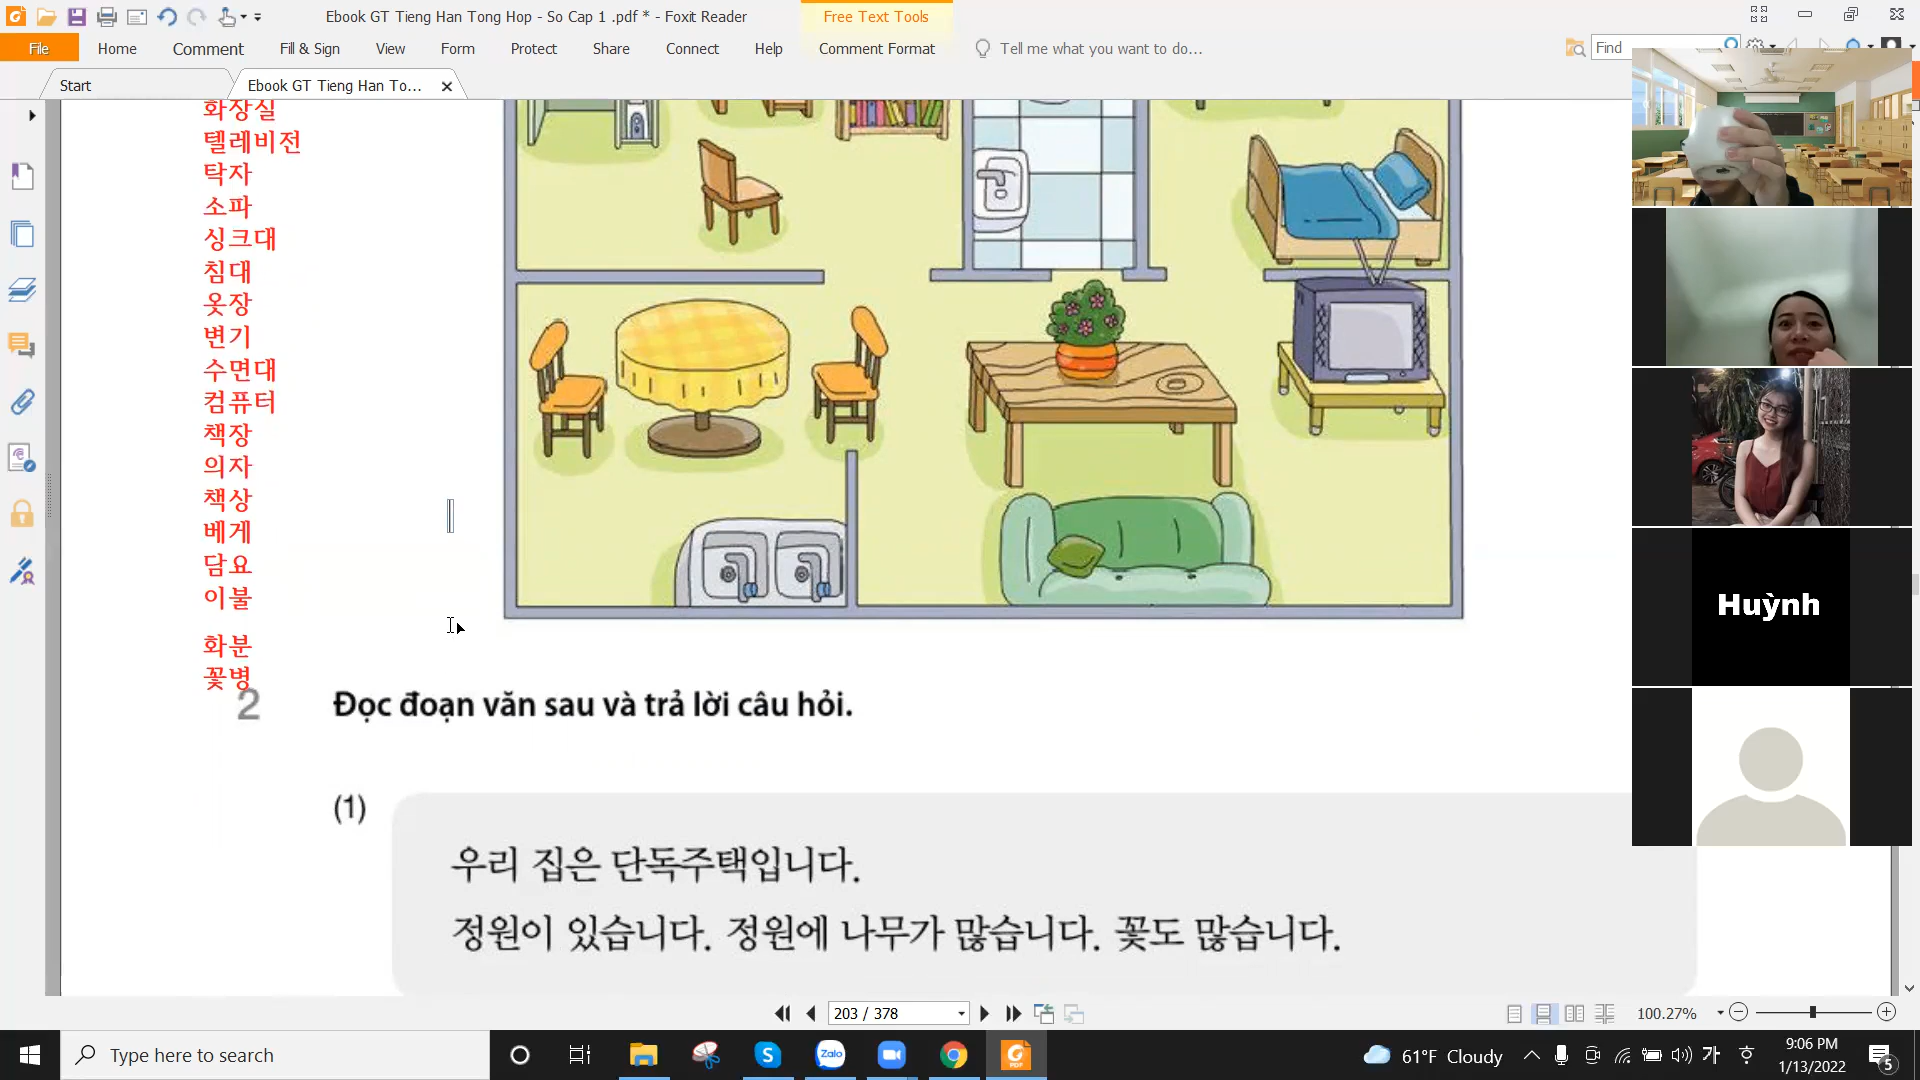 Ebook GT Tieng Han Tong Hop - So Cap 1 .pdf * - Foxit Reader
Free Text Tools
File
Home
Comment
Fill & Sign
View
Form
Protect
Share
Connect
Help
Comment Format
Tell me what you want to do...
Find
Start
Ebook GT Tieng Han To...
화장실
텔레비전
탁자
소파
싱크대
침대
옷장
변기
수면대
컴퓨터
책장
의자
책상
베게
담요
이불
화분
꽃병
2 Đọc đoạn văn sau và trả lời câu hỏi.
(1)
우리 집은 단독주택입니다.
정원이 있습니다. 정원에 나무가 많습니다. 꽃도 많습니다.
Huỳnh
203 / 378
100.27%
Type here to search
Zalo
61°F Cloudy
가
9:06 PM
1/13/2022
5